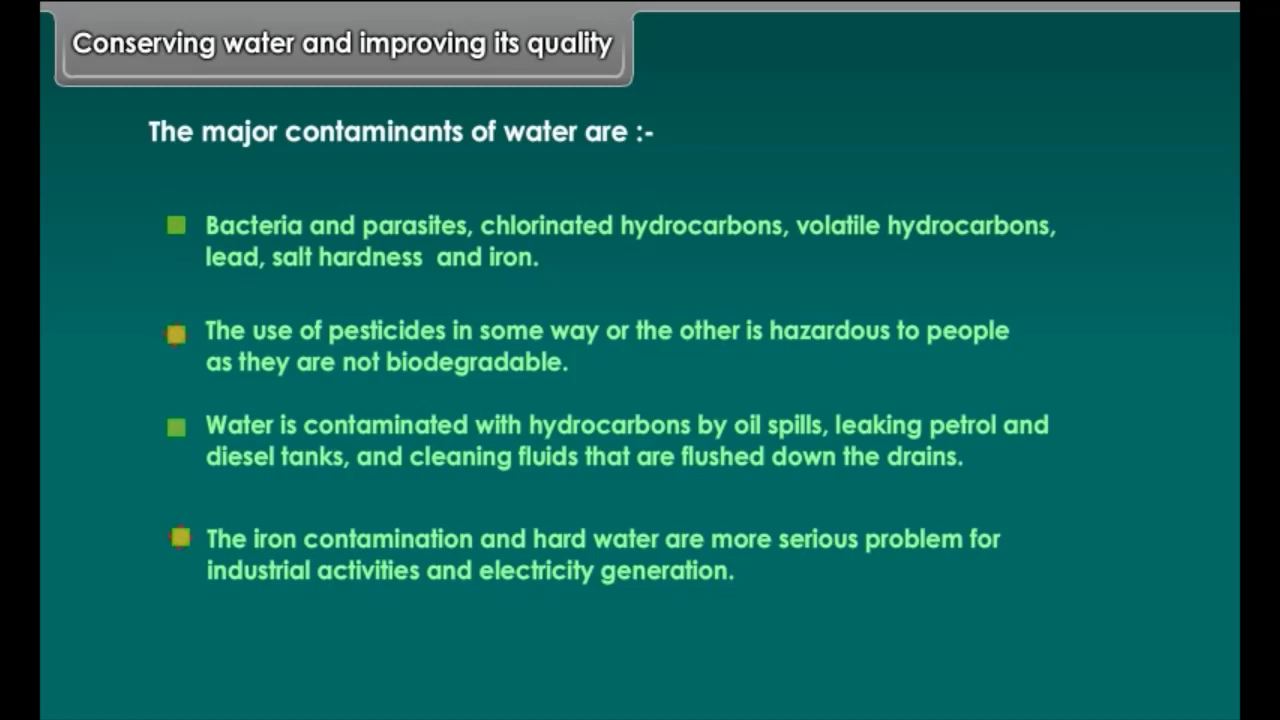 Conserving water and improving its quality
The major contaminants of water are :-
Bacteria and parasites, chlorinated hydrocarbons, volatile hydrocarbons,
lead, salt hardness  and iron.
The use of pesticides in some way or the other is hazardous to people
as they are not biodegradable.
Water is contaminated with hydrocarbons by oil spills, leaking petrol and
diesel tanks, and cleaning fluids that are flushed down the drains.
The iron contamination and hard water are more serious problem for
industrial activities and electricity generation.